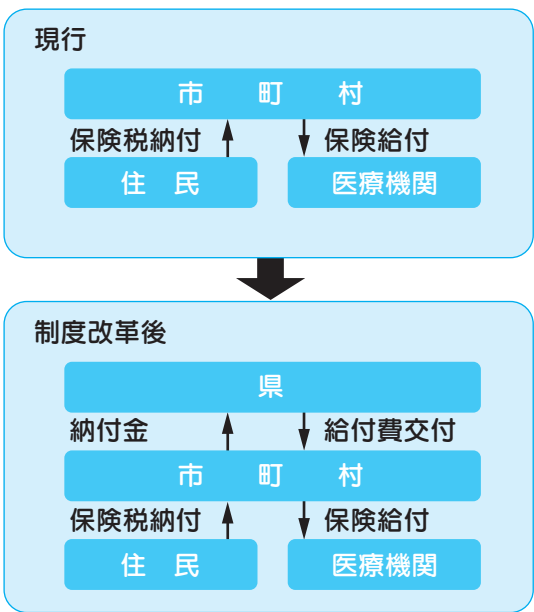 現行
市 町 村
保険税納付 保険給付
住 民 医療機関
制度改革後
県
納付金 給付費交付
市 町 村
保険税納付 保険給付
住 民 医療機関